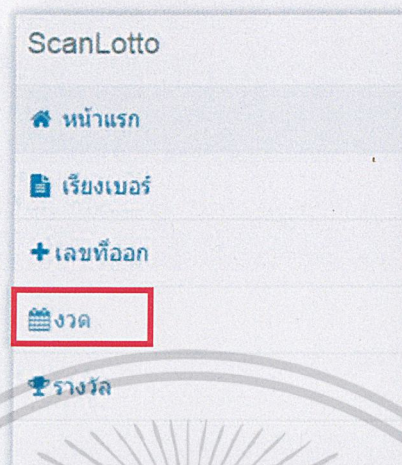 ScanLotto
หน้าแรก
เรียงเบอร์
เลขที่ออก
งวด
รางวัล